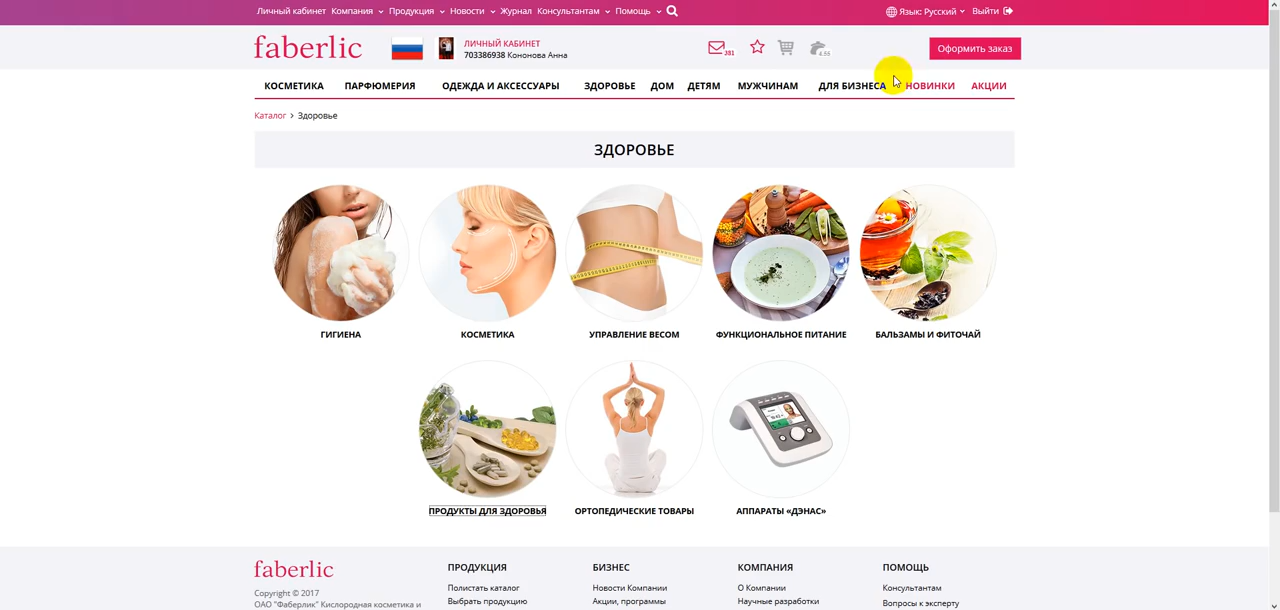 Личный кабинет Компания Продукция Новости Журнал Консультантам Помощь Язык: Русский Выйти
faberlic
ЛИЧНЫЙ КАБИНЕТ
703386938 Кононова Анна
381
4.55
Оформить заказ
КОСМЕТИКА ПАРФЮМЕРИЯ ОДЕЖДА И АКСЕССУАРЫ ЗДОРОВЬЕ ДОМ ДЕТЯМ МУЖЧИНАМ ДЛЯ БИЗНЕСА НОВИНКИ АКЦИИ
Каталог > Здоровье
ЗДОРОВЬЕ
ГИГИЕНА КОСМЕТИКА УПРАВЛЕНИЕ ВЕСОМ ФУНКЦИОНАЛЬНОЕ ПИТАНИЕ БАЛЬЗАМЫ И ФИТОЧАЙ
ПРОДУКТЫ ДЛЯ ЗДОРОВЬЯ ОРТОПЕДИЧЕСКИЕ ТОВАРЫ АППАРАТЫ «ДЭНАС»
faberlic
Copyright © 2017
ОАО "Фаберлик" Кислородная косметика и
ПРОДУКЦИЯ
Полистать каталог
Выбрать продукцию
БИЗНЕС
Новости Компании
Акции, программы
КОМПАНИЯ
О Компании
Научные разработки
ПОМОЩЬ
Консультантам
Вопросы к эксперту